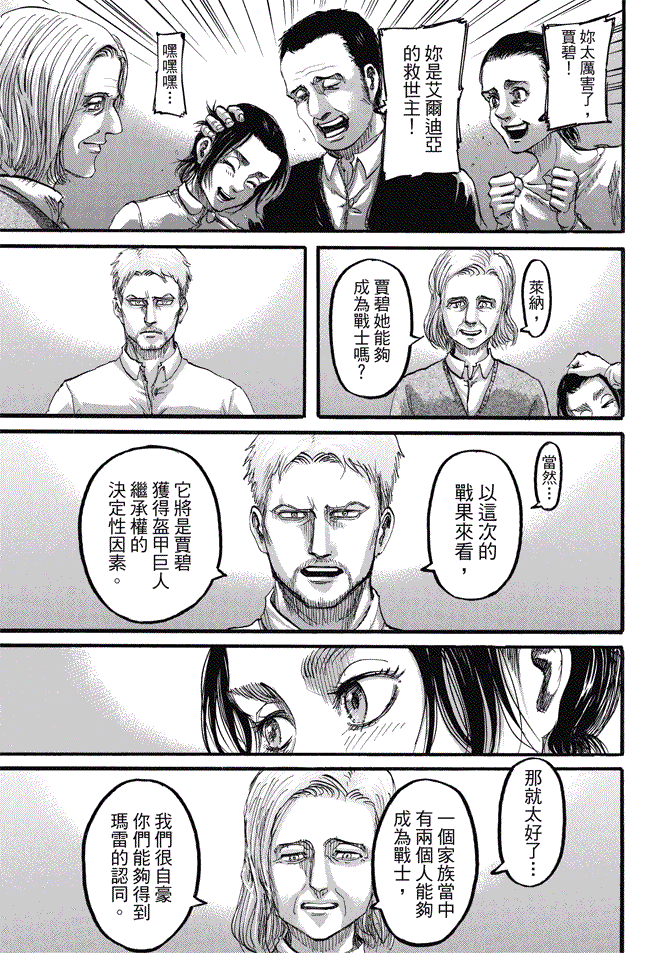 妳太厲害了，
賈碧！
妳是艾爾迪亞
的救世主！
嘿嘿嘿…
萊納，
賈碧她能夠
成為戰士嗎？
當然…
以這次的
戰果來看，
它將是賈碧
獲得盔甲巨人
繼承權的
決定性因素。
那就太好了…
一個家族當中
有兩個人能夠
成為戰士，
我們很自豪
你們能夠得到
瑪雷的認同。